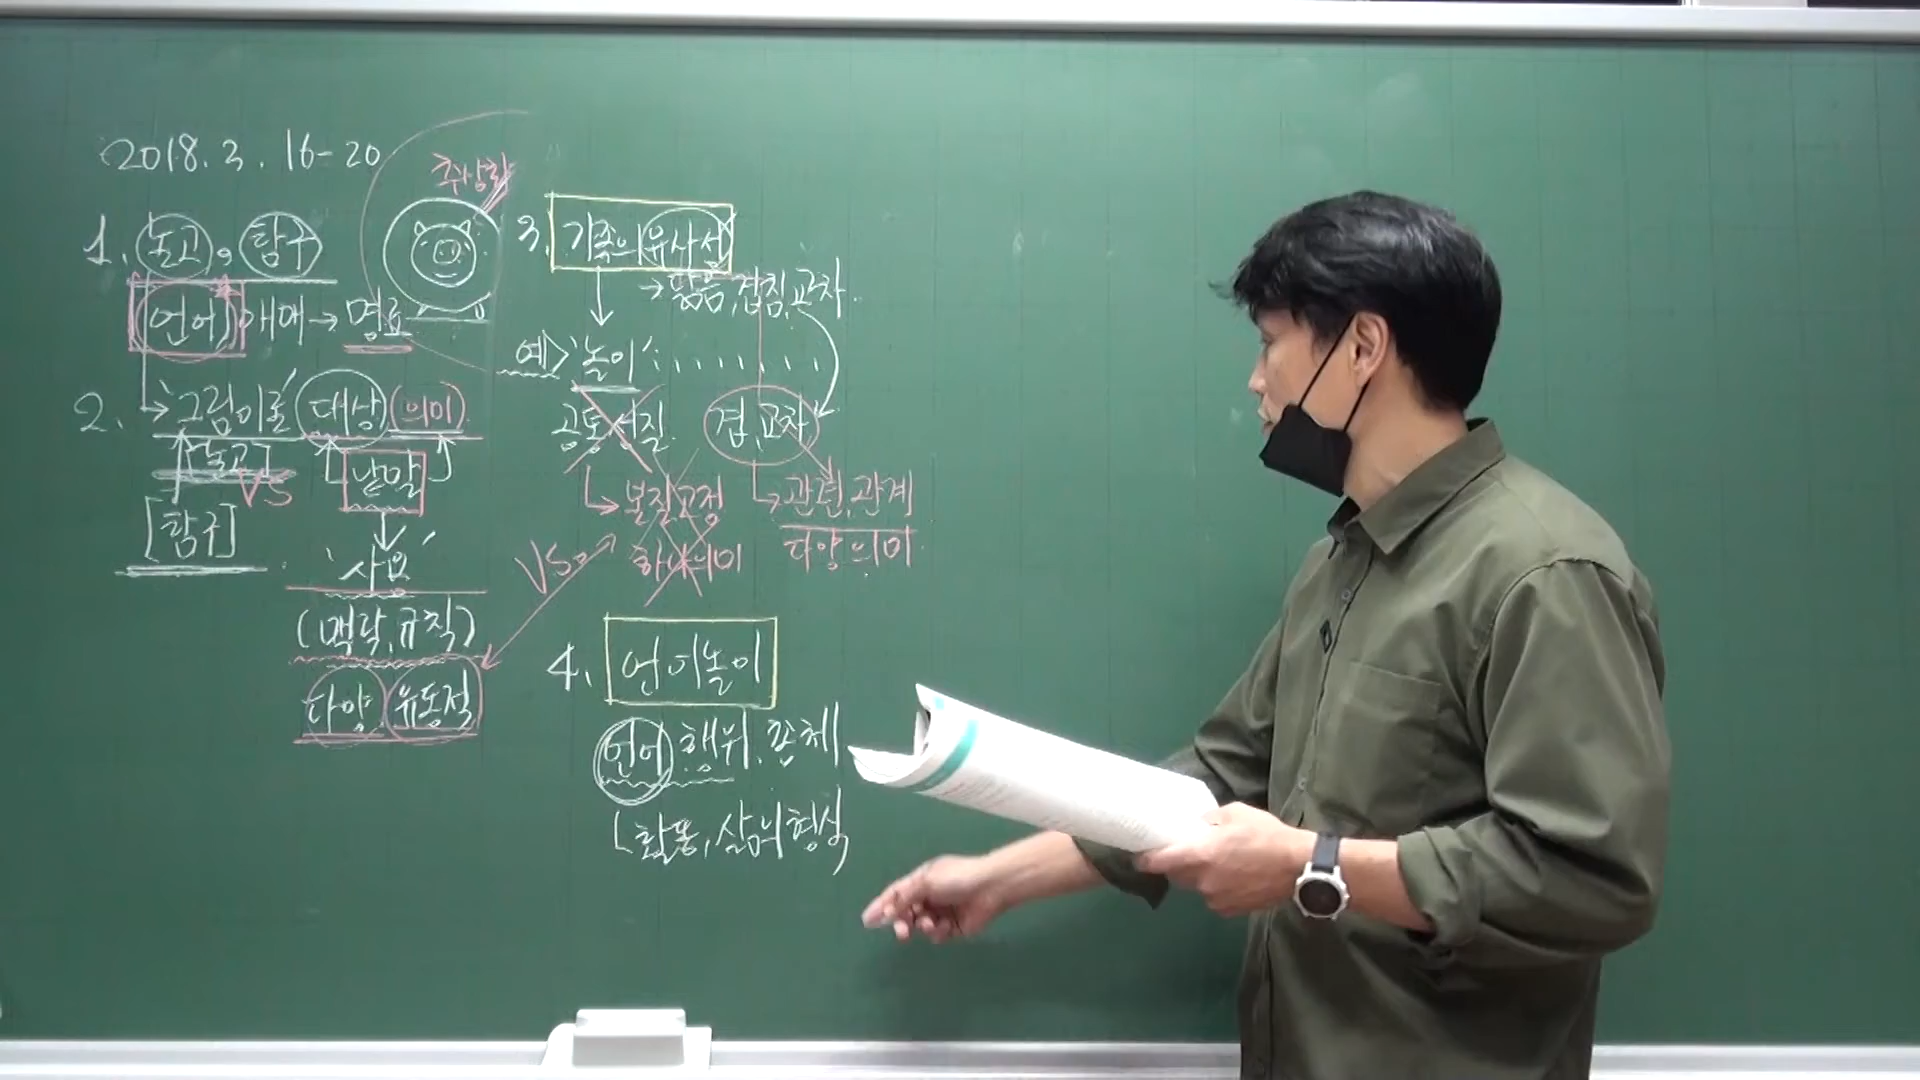 2018. 3. 16-20
추상화
1. 논고, 탐구
언어 애매→명료
2. '그림이론' 대상 (의미)
[논고]
VS
낱말
[탐구]
'사용'
(맥락, 규칙)
다양 유동적
3. 가족의 유사성
→닮음, 겹침, 교차.
예>'놀이':
공통성질. 겹, 교차
본질고정
하나의미
관련, 관계
다양의미
VS
4. 언어놀이
언어 행위. 전체
활동, 삶의 형식